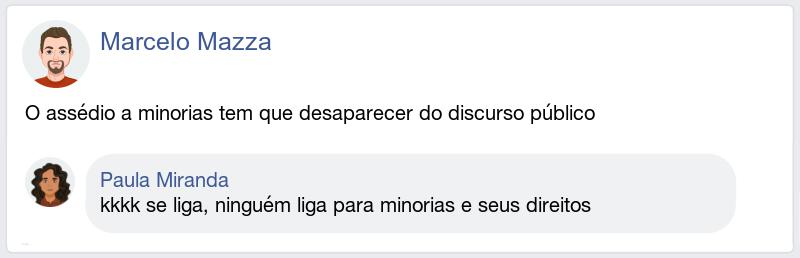 Marcelo Mazza
O assédio a minorias tem que desaparecer do discurso público
Paula Miranda
kkkk se liga, ninguém liga para minorias e seus direitos